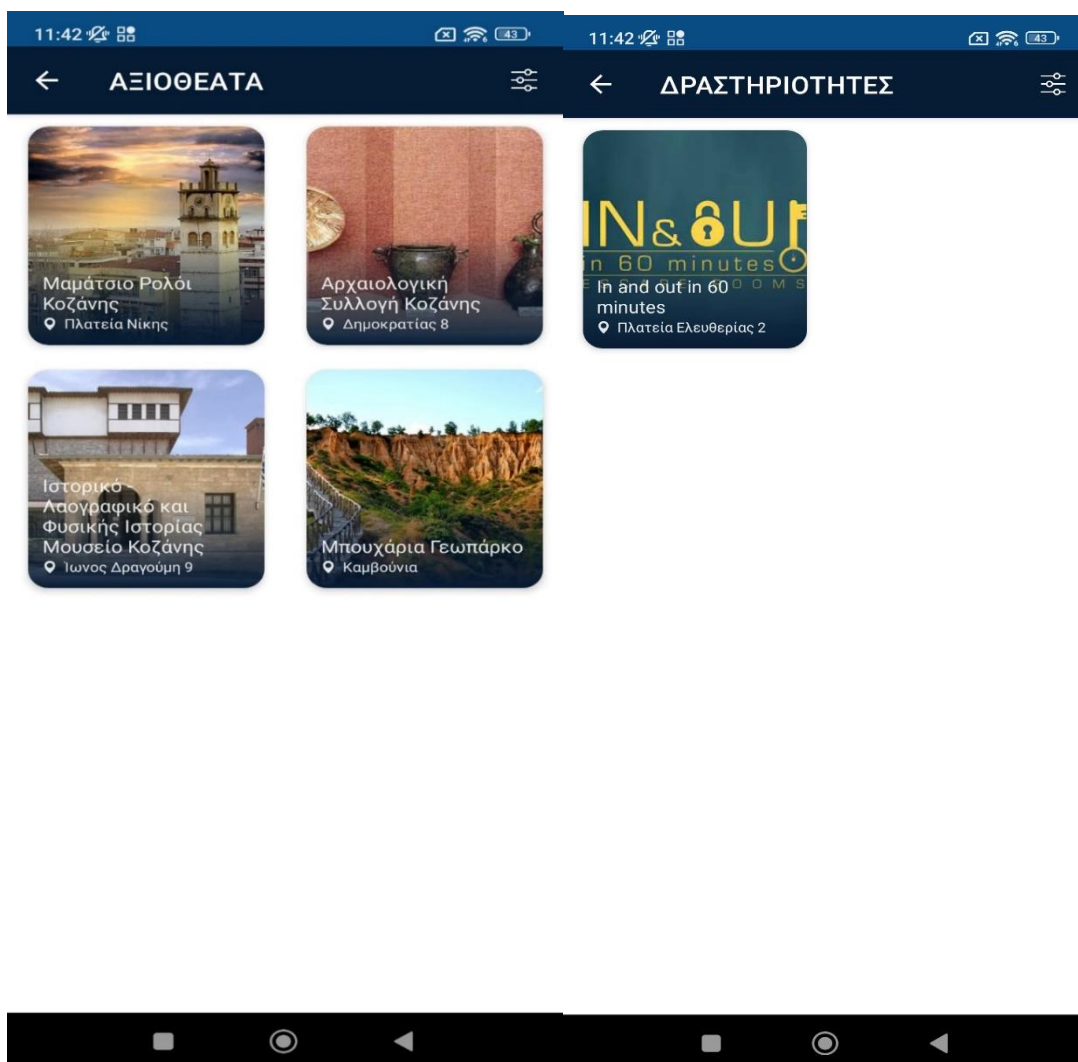 11:42
43
ΑΞΙΟΘΕΑΤΑ
Μαμάτσιο Ρολόι
Κοζάνης
Πλατεία Νίκης
Αρχαιολογική
Συλλογή Κοζάνης
Δημοκρατίας 8
Ιστορικό -
Λαογραφικό και
Φυσικής Ιστορίας
Μουσείο Κοζάνης
Ίωνος Δραγούμη 9
Μπουχάρια Γεωπάρκο
Καμβούνια
11:42
43
ΔΡΑΣΤΗΡΙΟΤΗΤΕΣ
IN & OUT
in 60 minutes
ESCAPE ROOMS
In and out in 60
minutes
Πλατεία Ελευθερίας 2